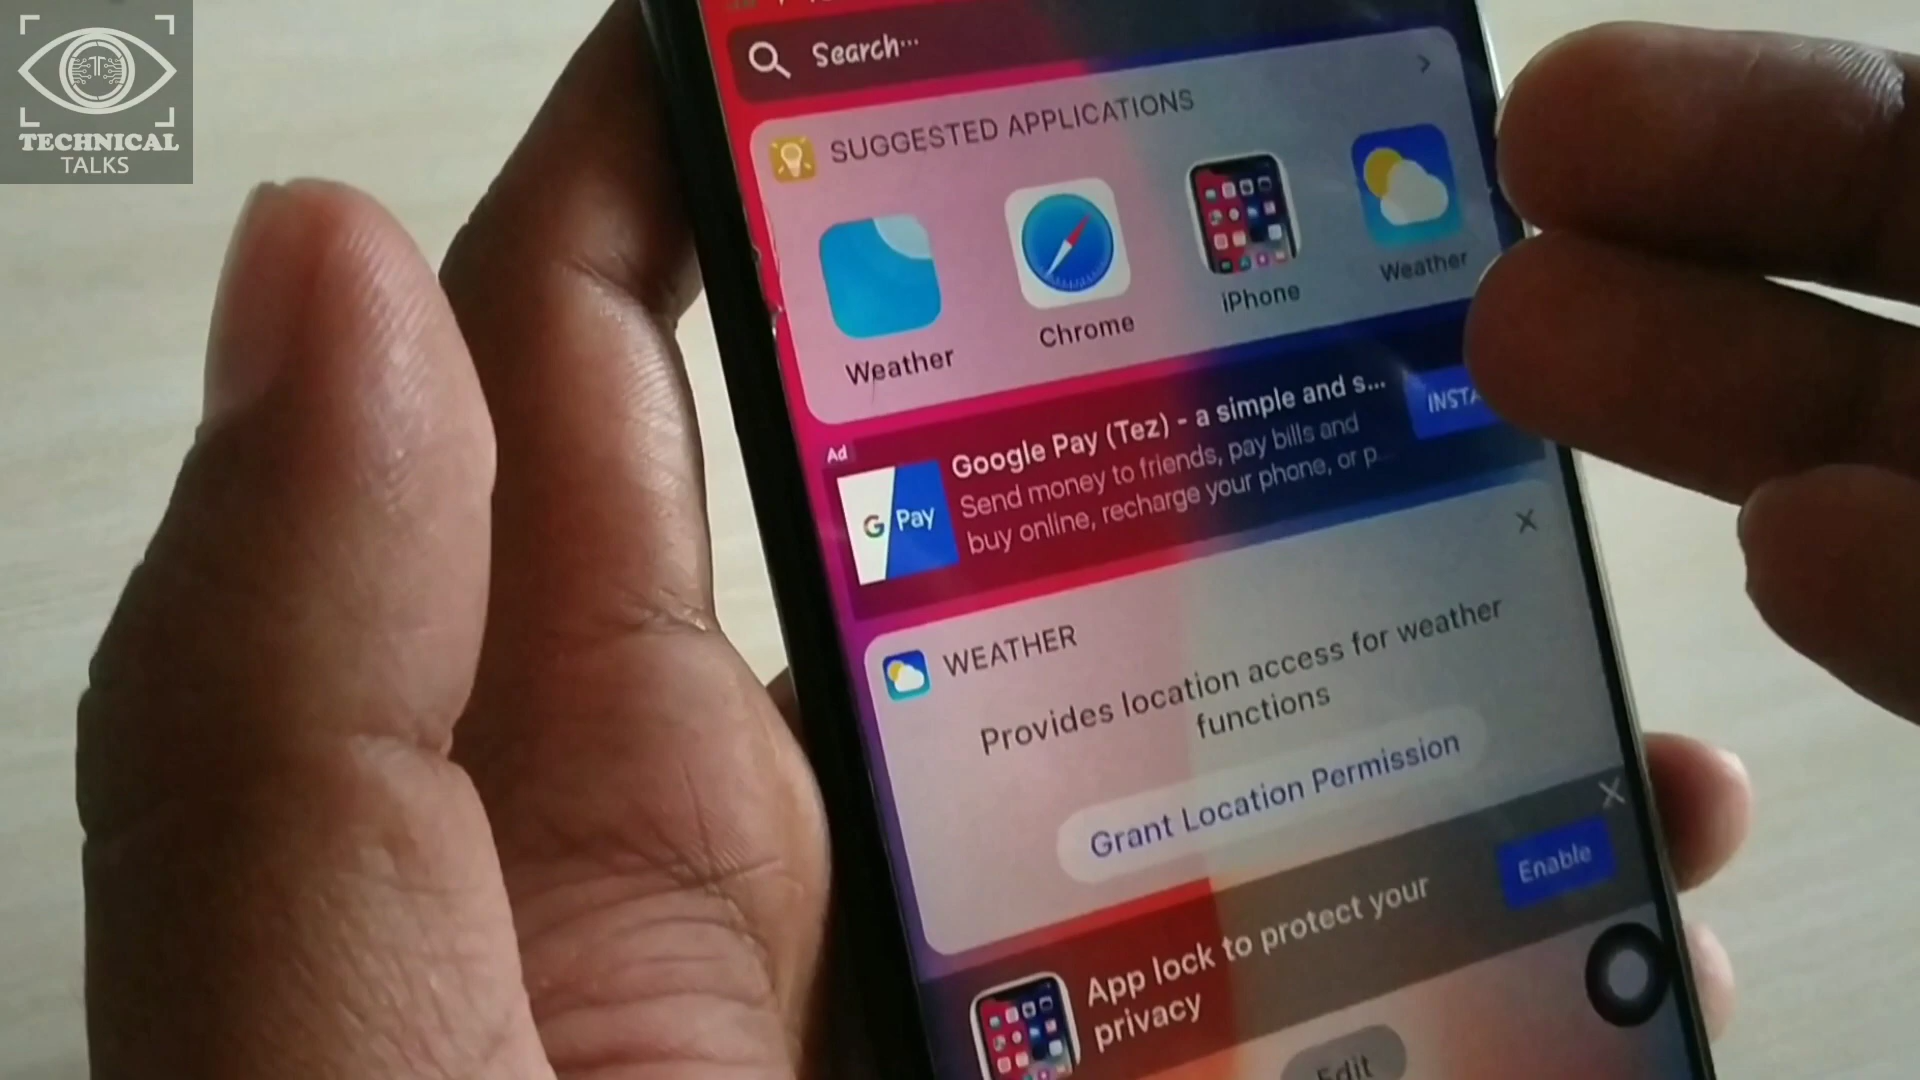 TECHNICAL
TALKS
Search...
SUGGESTED APPLICATIONS
Weather
Chrome
iPhone
Weather
Ad
Google Pay (Tez) - a simple and s...
Send money to friends, pay bills and
buy online, recharge your phone, or p...
INSTA
G Pay
WEATHER
Provides location access for weather
functions
Grant Location Permission
App lock to protect your
privacy
Enable
Edit